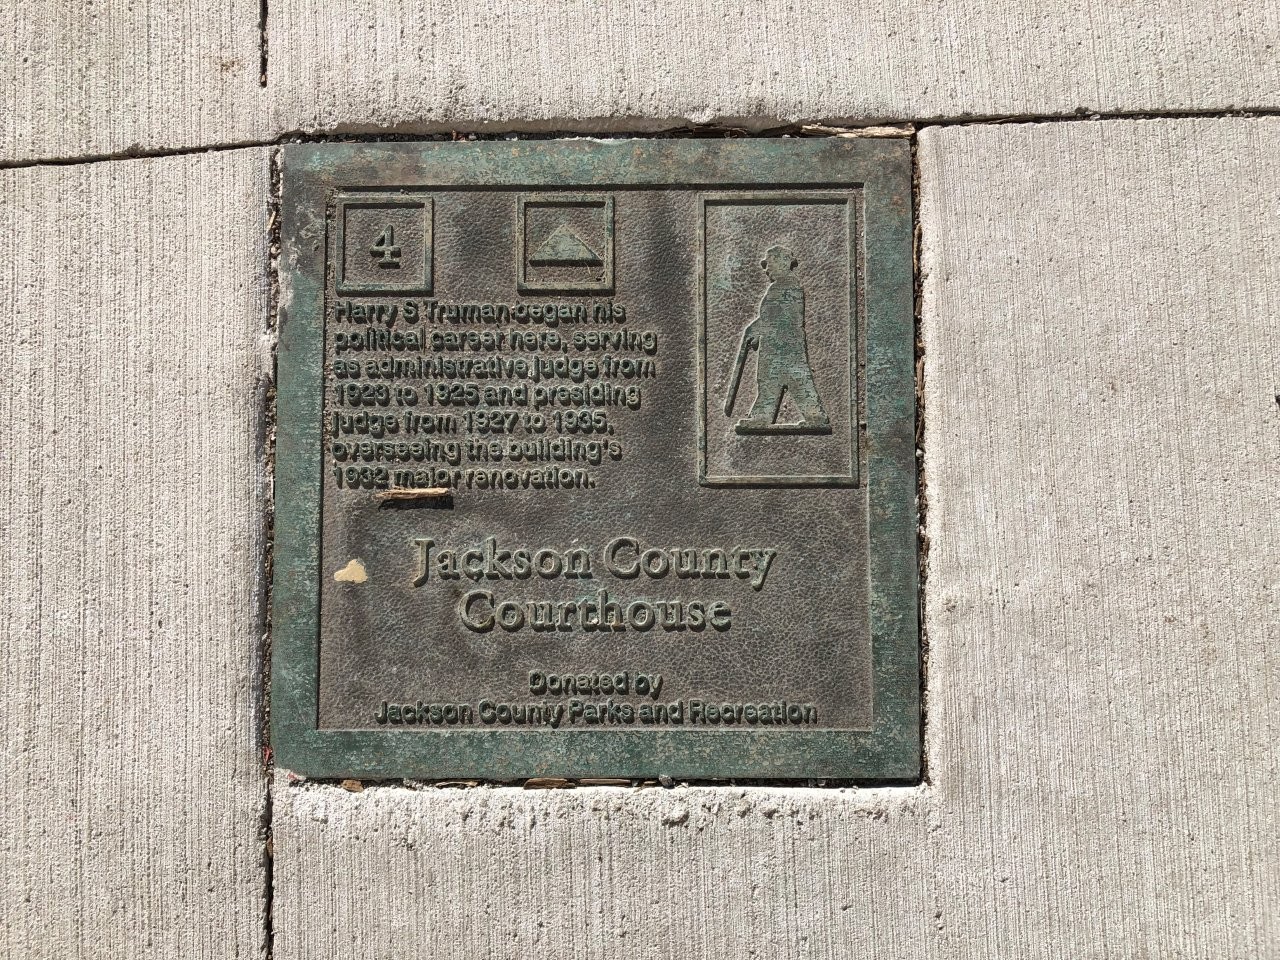 4
Harry S Truman began his
political career here, serving
as administrative judge from
1923 to 1925 and presiding
judge from 1927 to 1935,
overseeing the building's
1932 major renovation.
Jackson County
Courthouse
Donated by
Jackson County Parks and Recreation